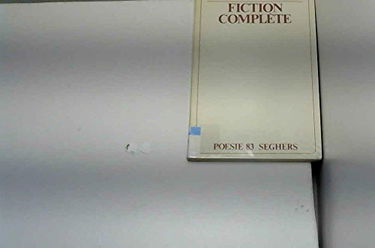 FICTION
COMPLETE
POESIE 83 SEGHERS